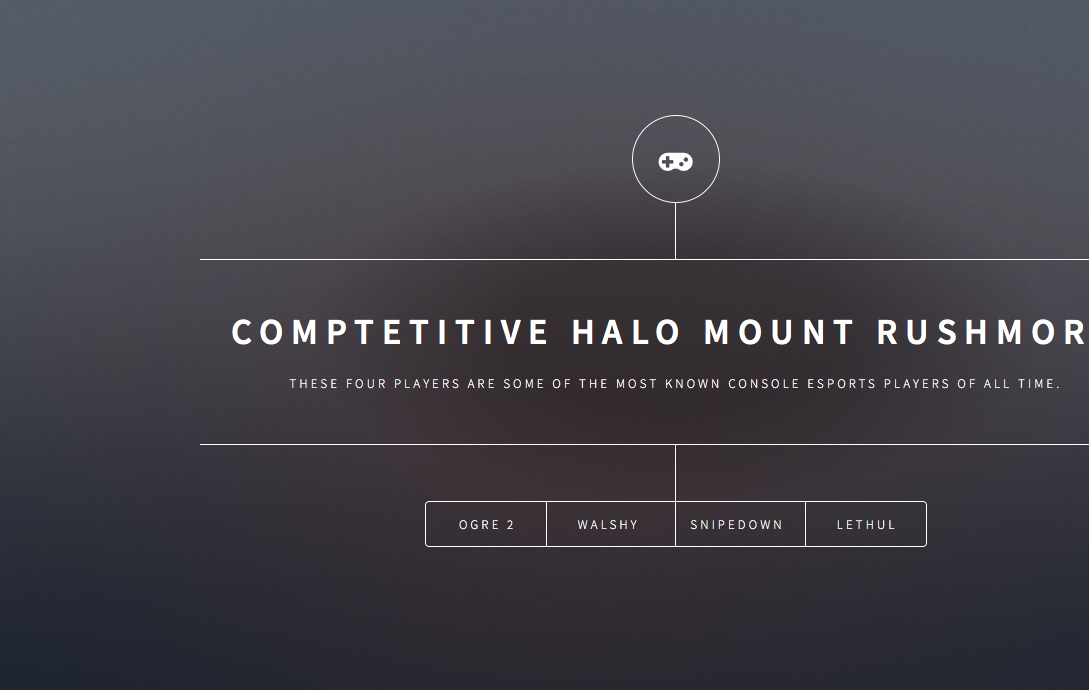 COMPTETITIVE HALO MOUNT RUSHMOR
THESE FOUR PLAYERS ARE SOME OF THE MOST KNOWN CONSOLE ESPORTS PLAYERS OF ALL TIME.
OGRE 2 WALSHY SNIPEDOWN LETHUL